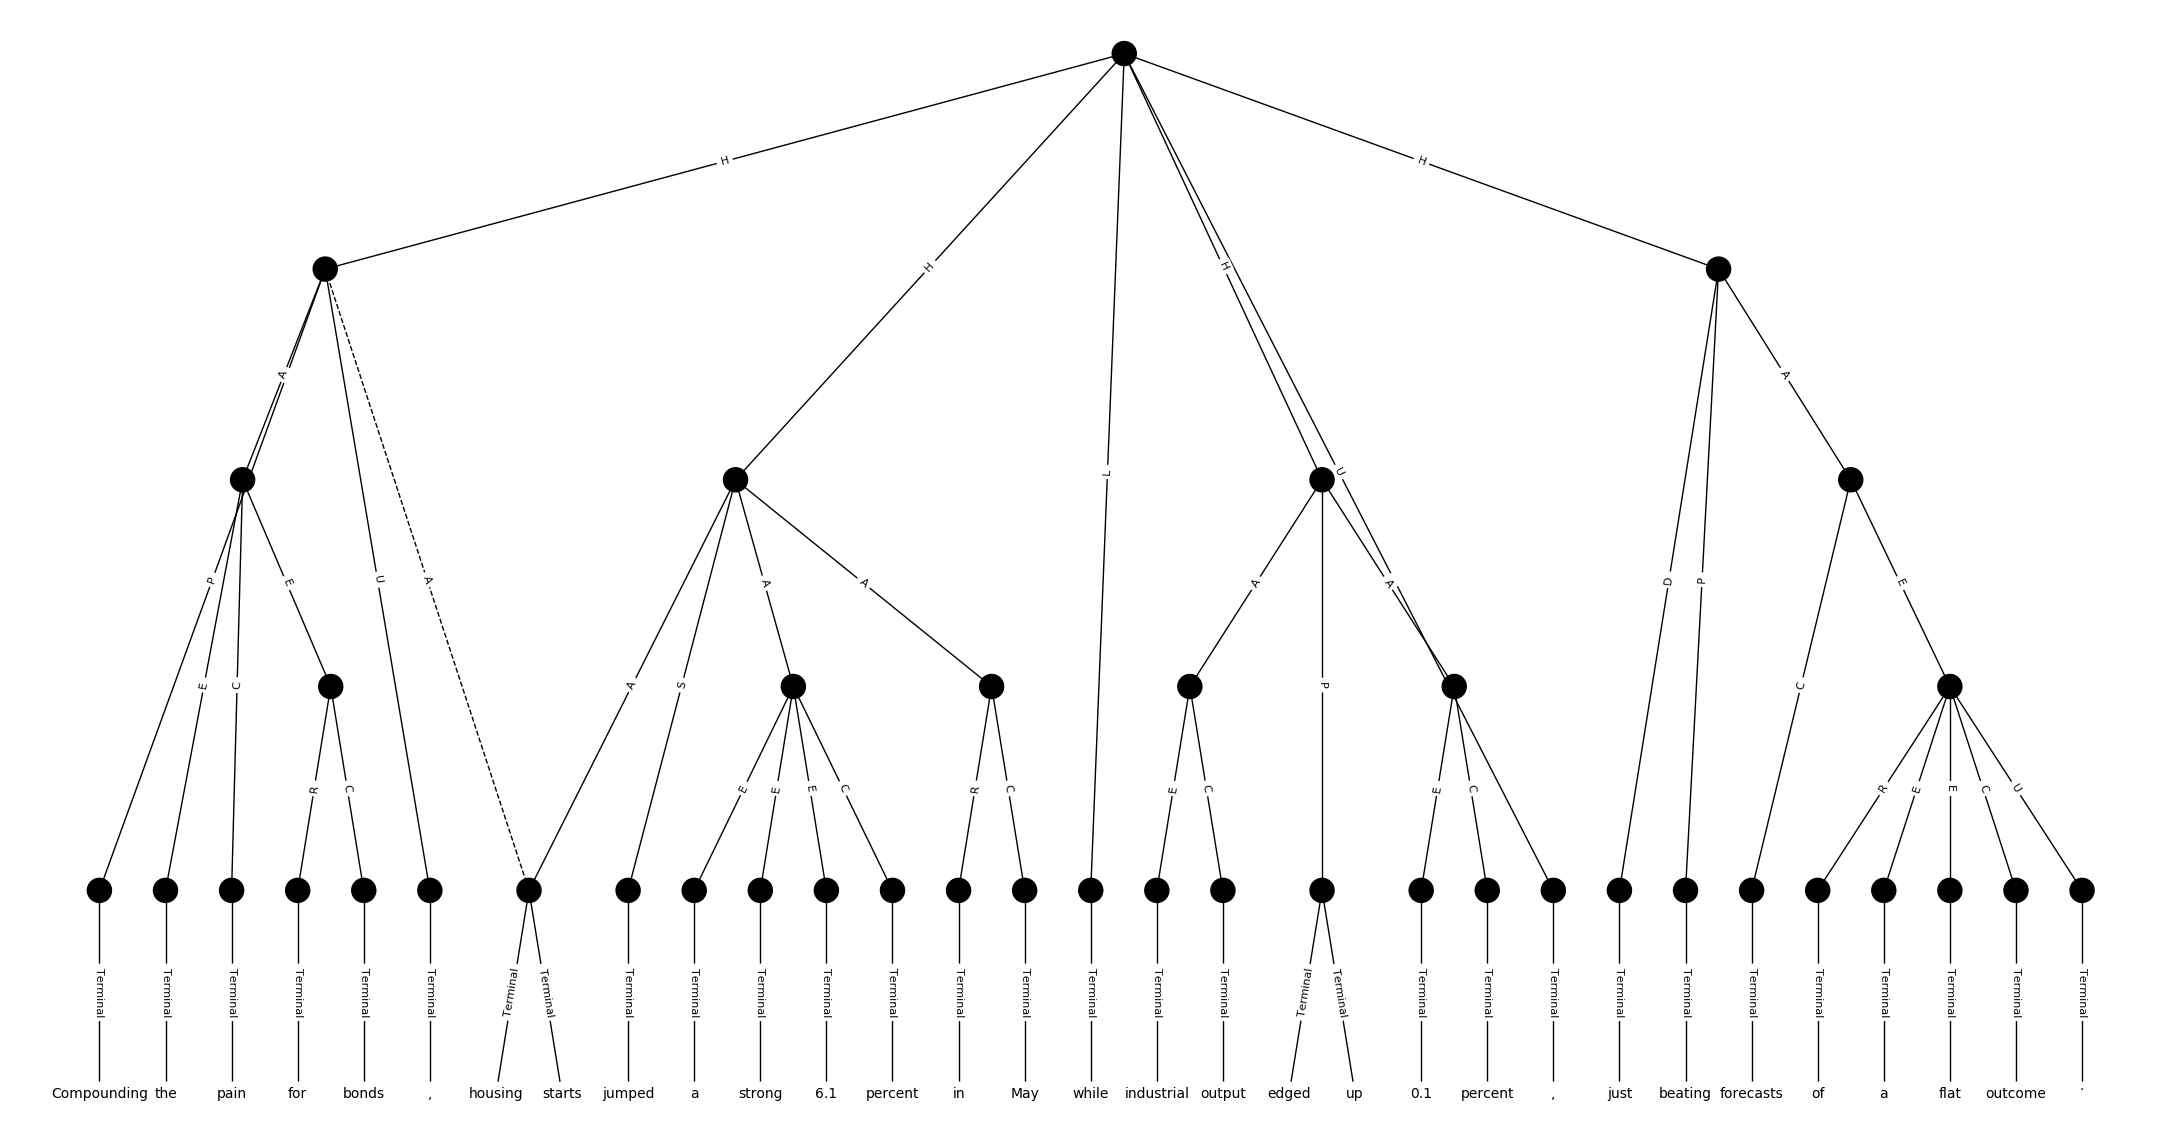 H H L H U H
A P U A A S A A A P A D P A
E C E C E
R C E E E C R C E C E C R E E C U
Terminal Terminal Terminal Terminal Terminal Terminal Terminal Terminal Terminal Terminal Terminal Terminal Terminal Terminal Terminal Terminal Terminal Terminal Terminal Terminal Terminal Terminal Terminal Terminal Terminal Terminal Terminal Terminal Terminal Terminal Terminal
Compounding the pain for bonds , housing starts jumped a strong 6.1 percent in May while industrial output edged up 0.1 percent , just beating forecasts of a flat outcome .